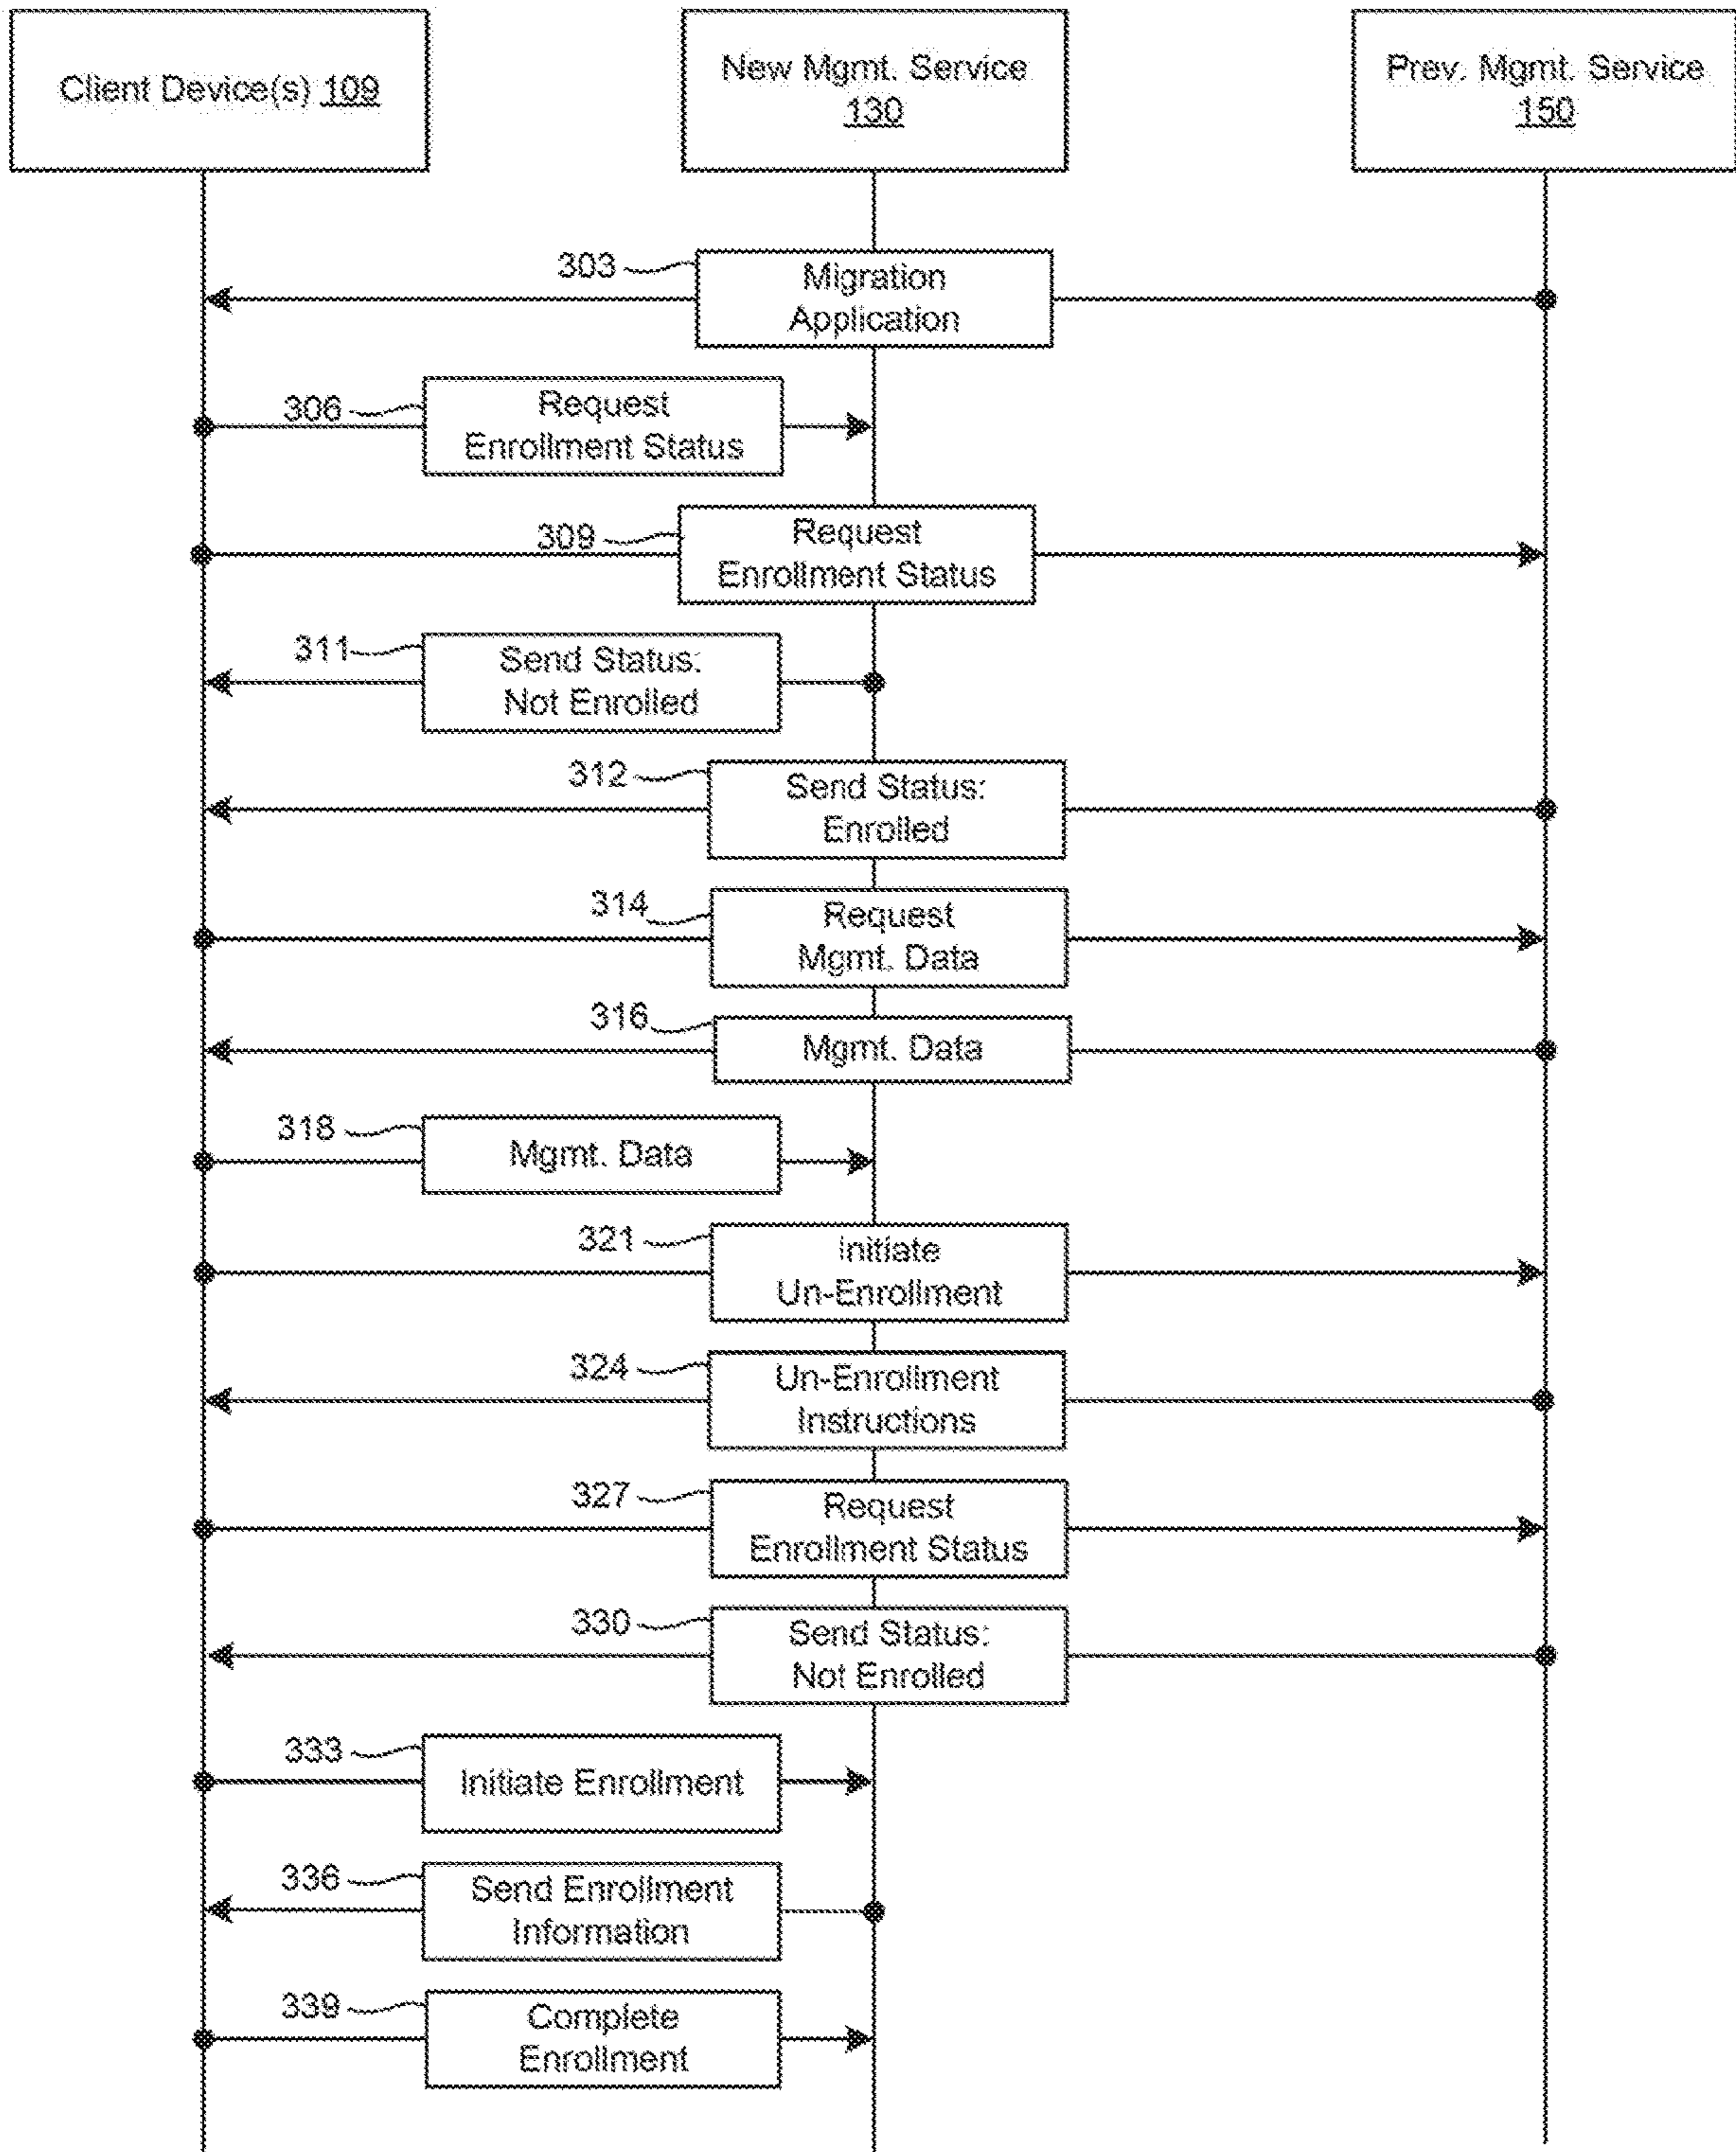 Client Device(s) 109
New Mgmt. Service
130
Prev. Mgmt. Service
150
303
Migration
Application
306
Request
Enrollment Status
309
Request
Enrollment Status
311
Send Status:
Not Enrolled
312
Send Status:
Enrolled
314
Request
Mgmt. Data
316
Mgmt. Data
318
Mgmt. Data
321
Initiate
Un-Enrollment
324
Un-Enrollment
Instructions
327
Request
Enrollment Status
330
Send Status:
Not Enrolled
333
Initiate Enrollment
336
Send Enrollment
Information
339
Complete
Enrollment